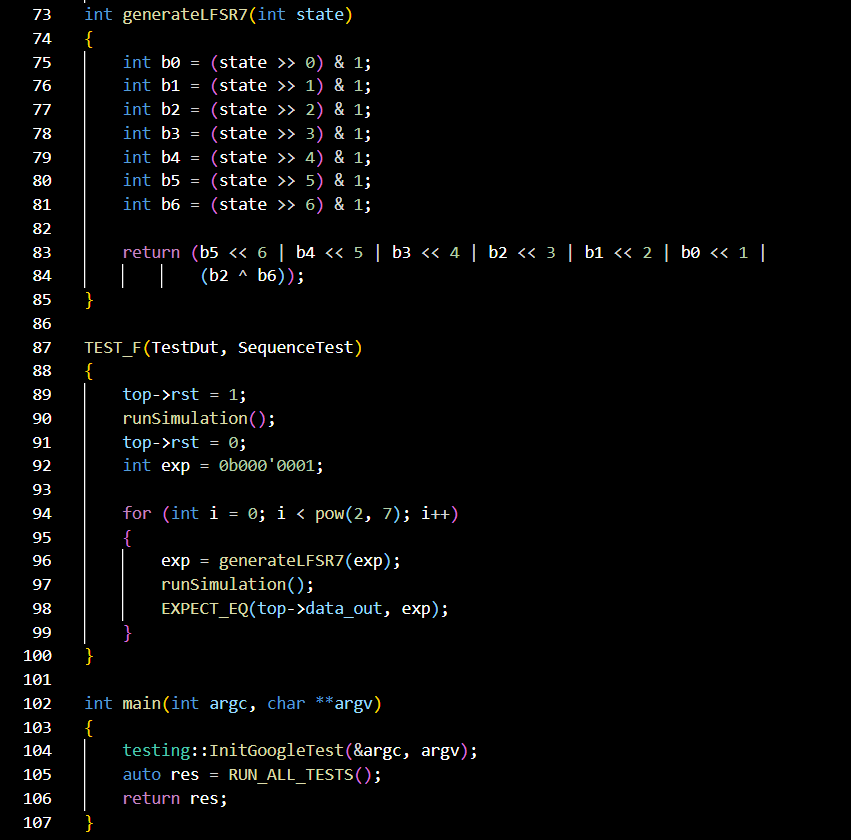 73 int generateLFSR7(int state)
74 {
75 int b0 = (state >> 0) & 1;
76 int b1 = (state >> 1) & 1;
77 int b2 = (state >> 2) & 1;
78 int b3 = (state >> 3) & 1;
79 int b4 = (state >> 4) & 1;
80 int b5 = (state >> 5) & 1;
81 int b6 = (state >> 6) & 1;
82
83 return (b5 << 6 | b4 << 5 | b3 << 4 | b2 << 3 | b1 << 2 | b0 << 1 |
84 (b2 ^ b6));
85 }
86
87 TEST_F(TestDut, SequenceTest)
88 {
89 top->rst = 1;
90 runSimulation();
91 top->rst = 0;
92 int exp = 0b000'0001;
93
94 for (int i = 0; i < pow(2, 7); i++)
95 {
96 exp = generateLFSR7(exp);
97 runSimulation();
98 EXPECT_EQ(top->data_out, exp);
99 }
100 }
101
102 int main(int argc, char **argv)
103 {
104 testing::InitGoogleTest(&argc, argv);
105 auto res = RUN_ALL_TESTS();
106 return res;
107 }